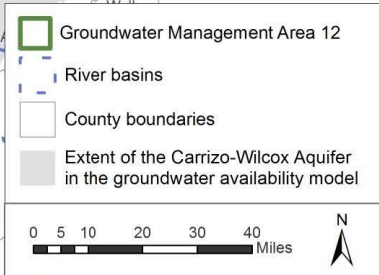 Groundwater Management Area 12
River basins
County boundaries
Extent of the Carrizo-Wilcox Aquifer
in the groundwater availability model
N
0 5 10 20 30 40
Miles